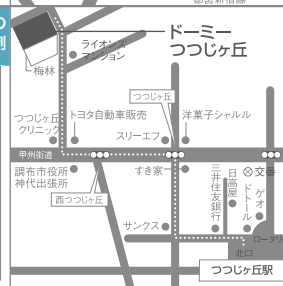 ドーミー
つつじヶ丘
ライオンズ
マンション
梅林
つつじヶ丘
つつじヶ丘
クリニック
トヨタ自動車販売
洋菓子シャルル
スリーエフ
甲州街道
調布市役所
神代出張所
すき家
三井住友銀行
日高屋
交番
ドトール
ゲオ
西つつじヶ丘
サンクス
ロータリー
北口
つつじヶ丘駅